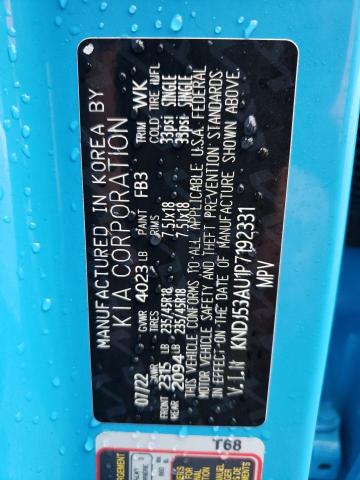 MANUFACTURED IN KOREA BY
KIA CORPORATION
07/22 GVWR 4023 LB PAINT FB3 TRIM WK
GAWR TIRES RIMS COLD TIRE INFL
FRONT 2315 LB 235/45R18 7.5JX18 33psi SINGLE
REAR 2094 LB 235/45R18 7.5JX18 33psi SINGLE
THIS VEHICLE CONFORMS TO ALL APPLICABLE U.S.A. FEDERAL
MOTOR VEHICLE SAFETY AND THEFT PREVENTION STANDARDS
IN EFFECT ON THE DATE OF MANUFACTURE SHOWN ABOVE.
V.I.N KNDJ53AU1P7192331
MPV
T68